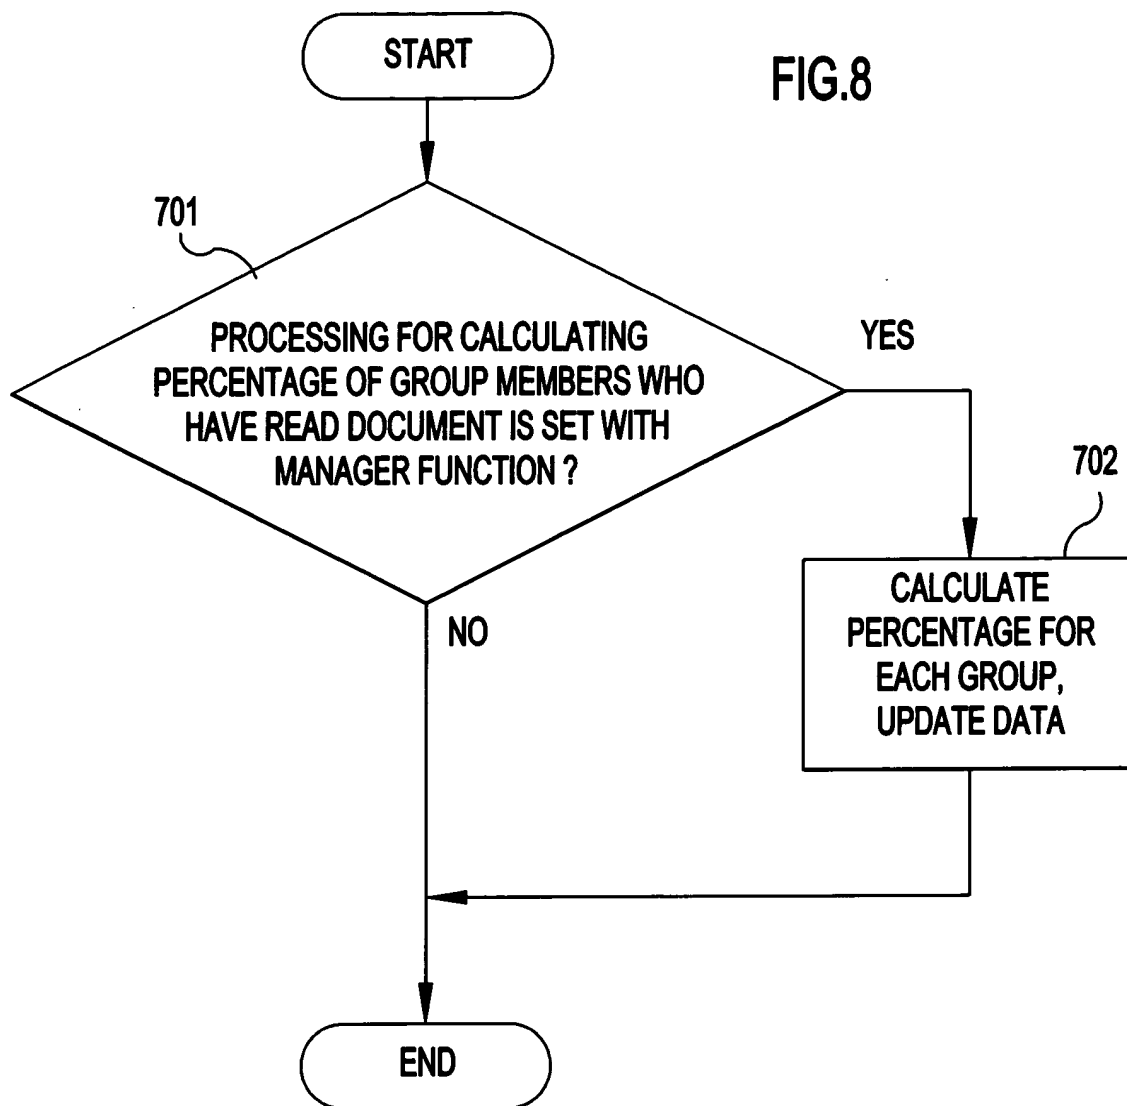 START
FIG.8
701
PROCESSING FOR CALCULATING
PERCENTAGE OF GROUP MEMBERS WHO
HAVE READ DOCUMENT IS SET WITH
MANAGER FUNCTION ?
YES
702
CALCULATE
PERCENTAGE FOR
EACH GROUP,
UPDATE DATA
NO
END